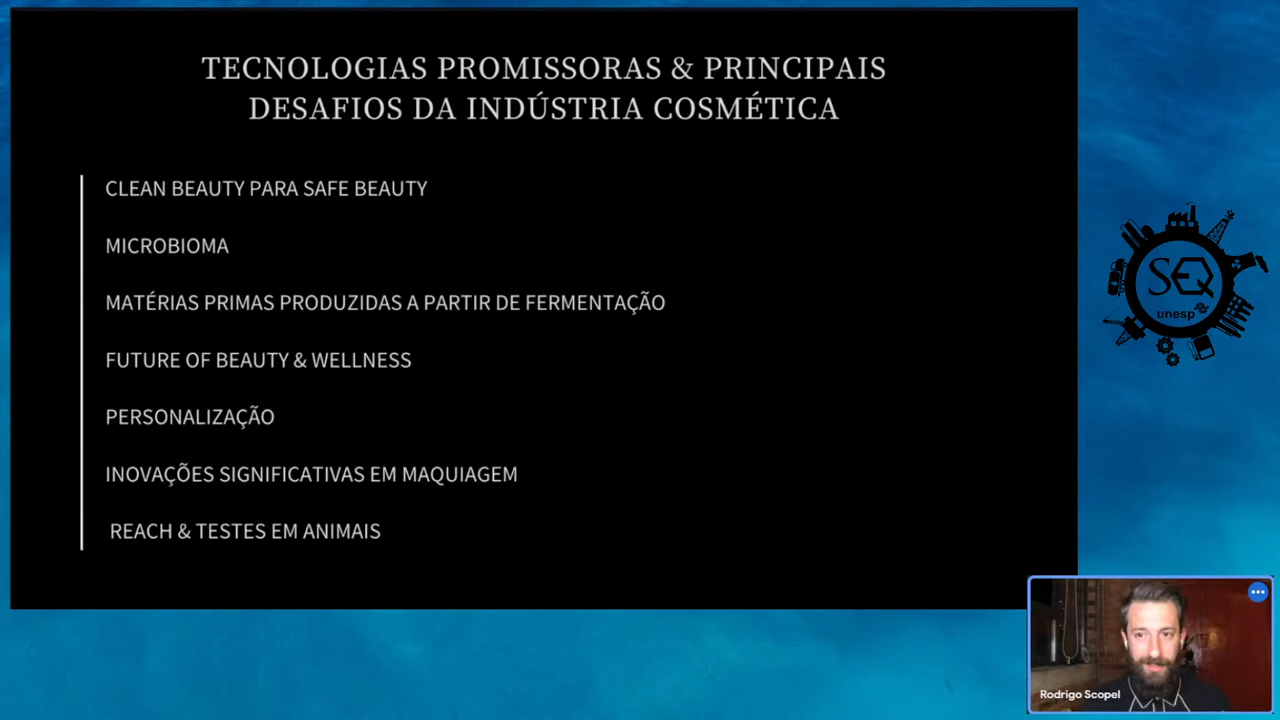 TECNOLOGIAS PROMISSORAS & PRINCIPAIS
DESAFIOS DA INDÚSTRIA COSMÉTICA
CLEAN BEAUTY PARA SAFE BEAUTY
MICROBIOMA
MATÉRIAS PRIMAS PRODUZIDAS A PARTIR DE FERMENTAÇÃO
FUTURE OF BEAUTY & WELLNESS
PERSONALIZAÇÃO
INOVAÇÕES SIGNIFICATIVAS EM MAQUIAGEM
REACH & TESTES EM ANIMAIS
SEQ
unesp
Rodrigo Scopel